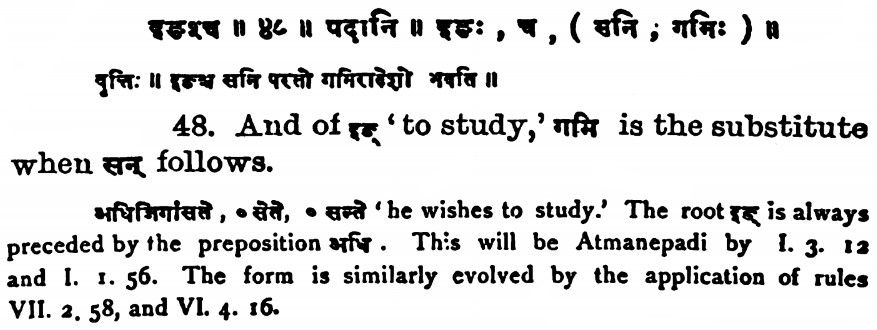 इङश्च ॥ ४८ ॥ पदानि ॥ इङः , च , ( सनि ; गमिः ) ॥
वृत्तिः ॥ इङश्च सनि परतो गमिरादेशो भवति ॥
48. And of इङ् ‘to study,’ गमि is the substitute
when सन् follows.
अधिजिगांसते , ० सेते, ० सन्ते ‘he wishes to study.’ The root इङ् is always
preceded by the preposition अधि . This will be Atmanepadi by I. 3. 12
and I. 1. 56. The form is similarly evolved by the application of rules
VII. 2. 58, and VI. 4. 16.